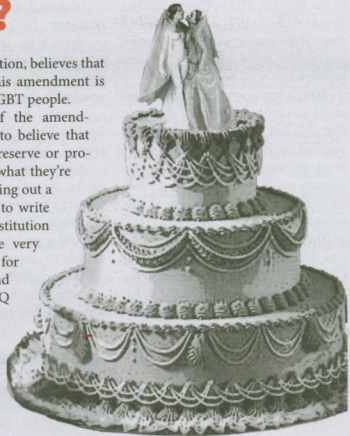 ?
tion, believes that
his amendment is
GBT people.
f the amend-
to believe that
reserve or pro-
what they're
ing out a
to write
stitution
e very
for
nd
Q